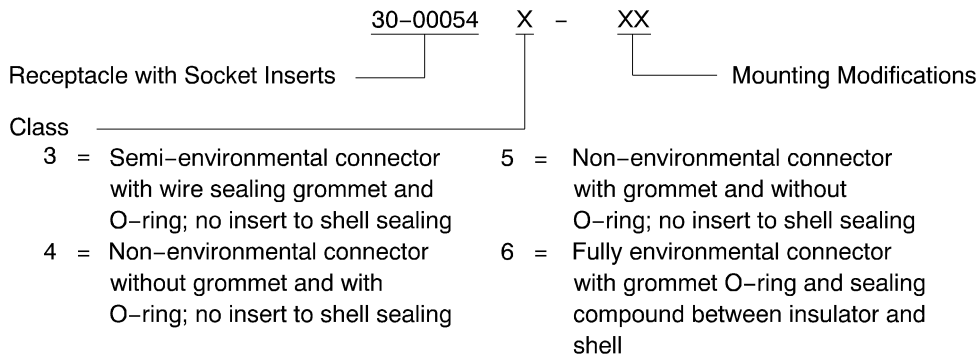 30-00054 X - XX
Receptacle with Socket Inserts
Mounting Modifications
Class
3 = Sem-environmental connector
with wire sealing grommet and
O-ring; no insert to shell sealing
4 = Non-environmental connector
without grommet and with
O-ring; no insert to shell sealing
5 = Non-environmental connector
with grommet and without
O-ring; no insert to shell sealing
6 = Fully environmental connector
with grommet O-ring and sealing
compound between insulator and
shell